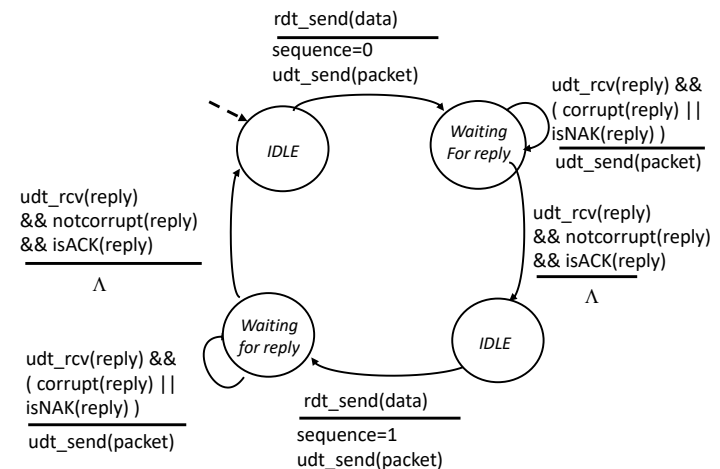 rdt_send(data)
sequence=0
udt_send(packet)
IDLE
Waiting
For reply
udt_rcv(reply) &&
( corrupt(reply) ||
isNAK(reply) )
udt_send(packet)
udt_rcv(reply)
&& notcorrupt(reply)
&& isACK(reply)
Λ
udt_rcv(reply)
&& notcorrupt(reply)
&& isACK(reply)
Λ
Waiting
for reply
IDLE
udt_rcv(reply) &&
( corrupt(reply) ||
isNAK(reply) )
udt_send(packet)
rdt_send(data)
sequence=1
udt_send(packet)